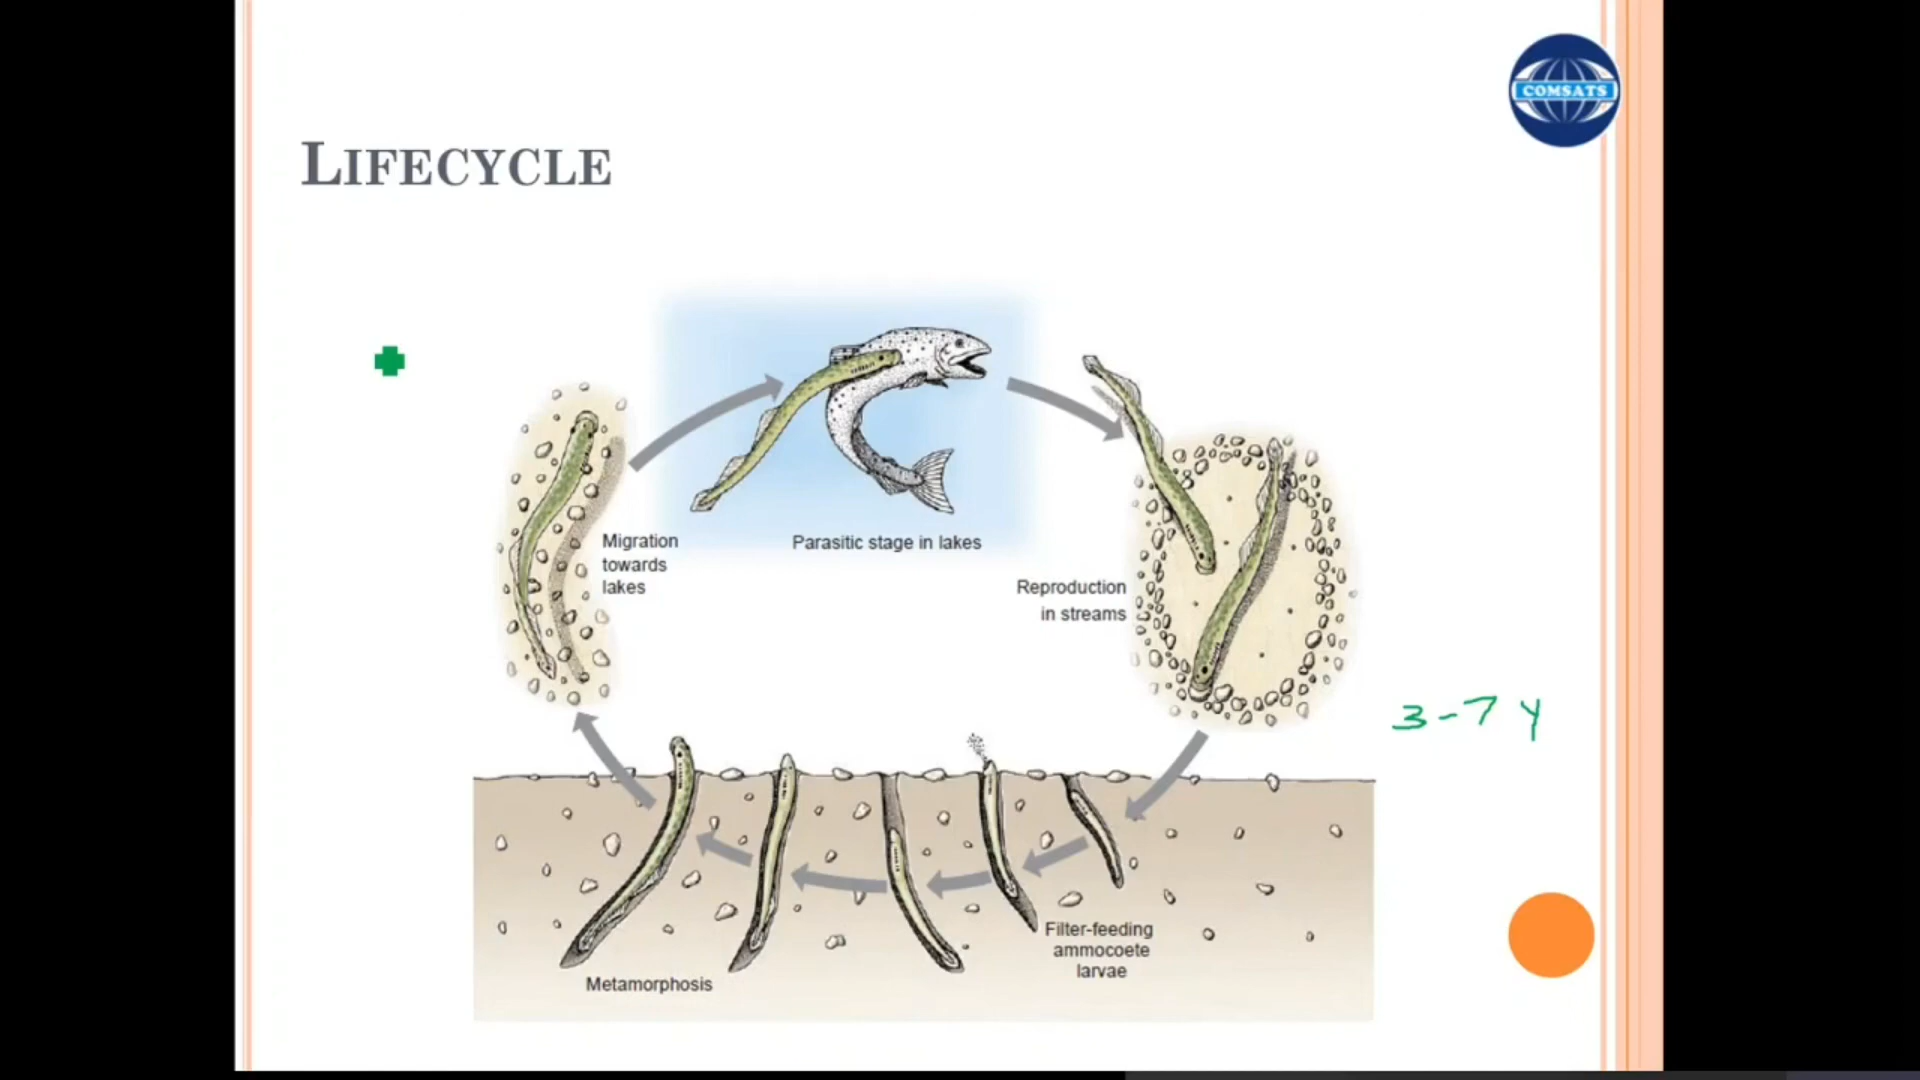 COMSATS
LIFECYCLE
Migration
towards
lakes
Parasitic stage in lakes
Reproduction
in streams
3-7 y
Filter-feeding
ammocoete
larvae
Metamorphosis